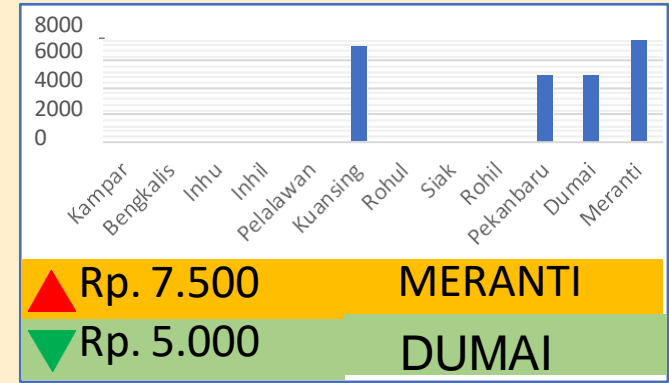 8000
6000
4000
2000
0
Kampar
Bengkalis
Inhu
Inhil
Pelalawan
Kuansing
Rohul
Siak
Rohil
Pekanbaru
Dumai
Meranti
Rp. 7.500 MERANTI
Rp. 5.000 DUMAI